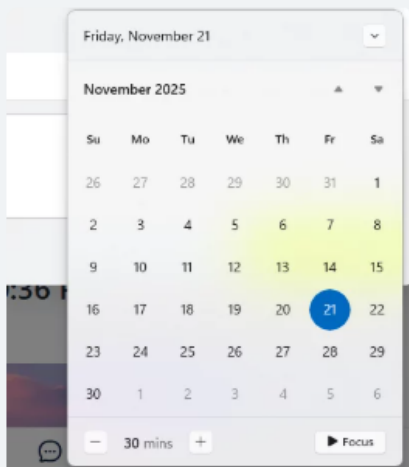 Friday, November 21
November 2025
Su Mo Tu We Th Fr Sa
26 27 28 29 30 31 1
2 3 4 5 6 7 8
9 10 11 12 13 14 15
:36
16 17 18 19 20 21 22
23 24 25 26 27 28 29
30 1 2 3 4 5 6
30 mins
Focus